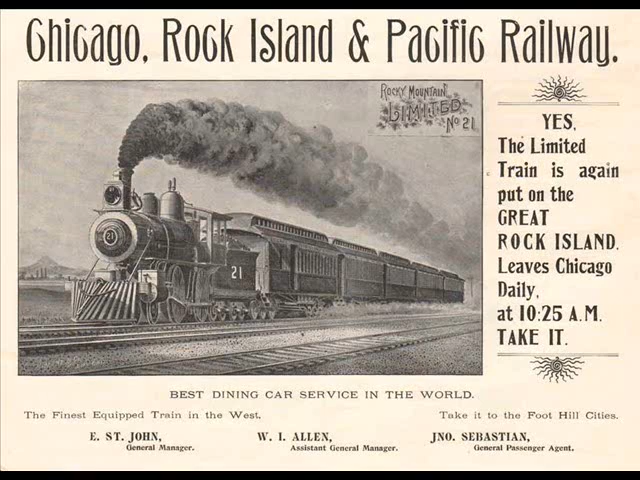 Chicago, Rock Island & Pacific Railway.
ROCKY MOUNTAIN
LIMITED
No 21
21
21
YES,
The Limited
Train is again
put on the
GREAT
ROCK ISLAND.
Leaves Chicago
Daily,
at 10:25 A.M.
TAKE IT.
BEST DINING CAR SERVICE IN THE WORLD.
The Finest Equipped Train in the West.
Take it to the Foot Hill Cities.
E. ST. JOHN,
General Manager.
W. I. ALLEN,
Assistant General Manager.
JNO. SEBASTIAN,
General Passenger Agent.